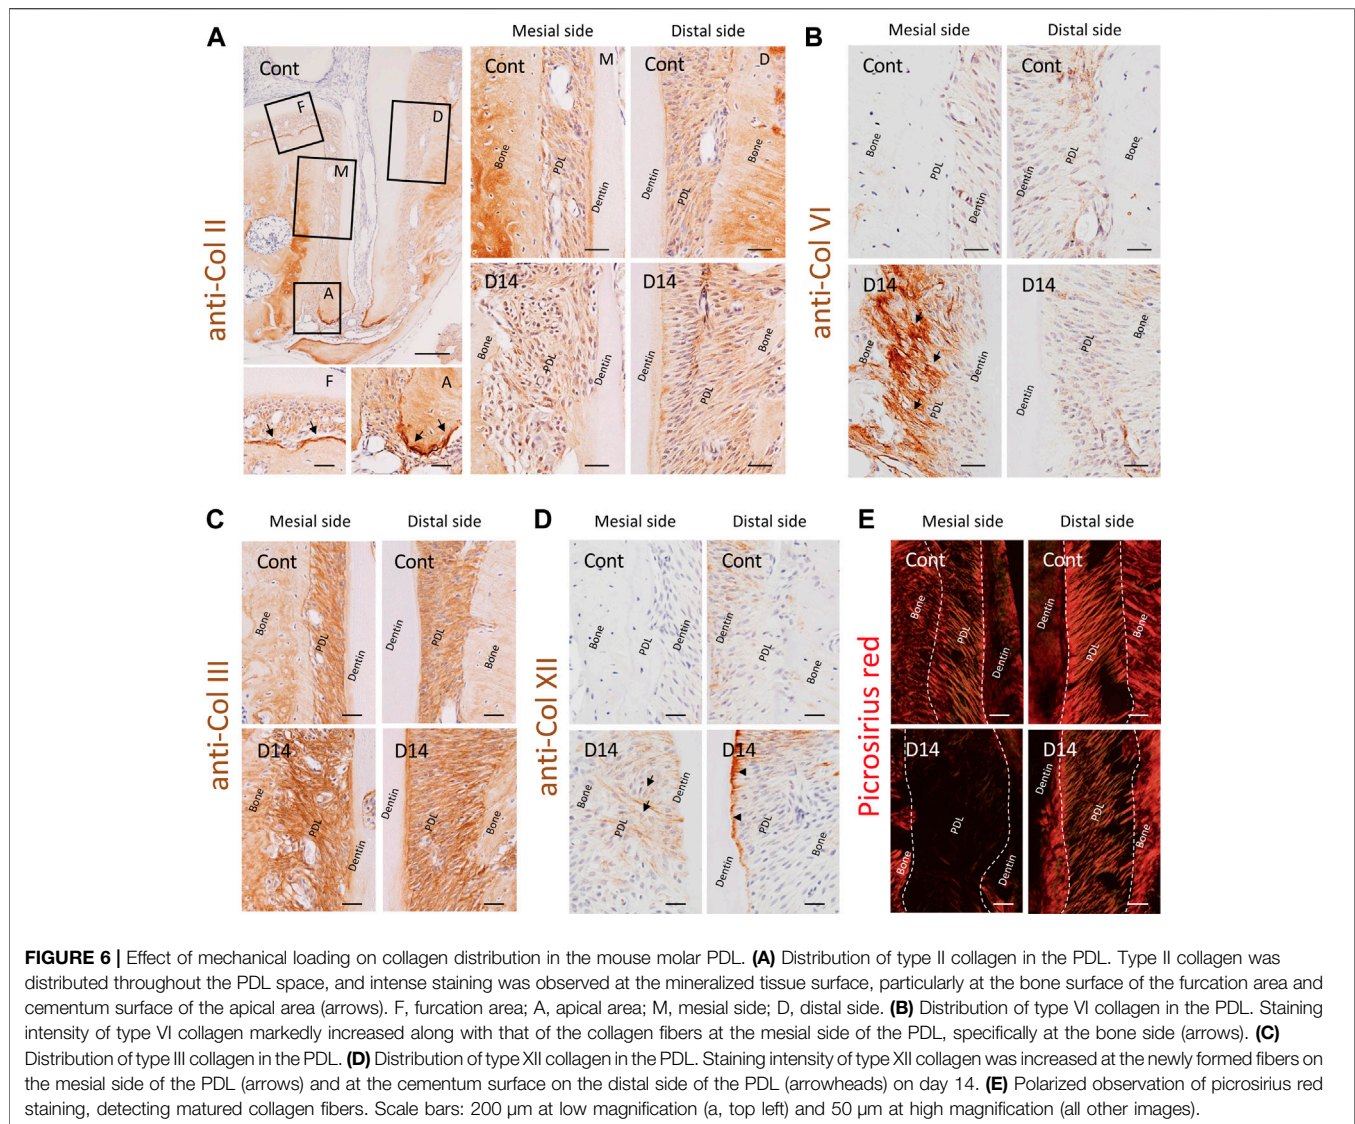 A
Mesial side
Distal side
B
Mesial side
Distal side
anti-Col II
Cont
F
D
M
A
F
A
Cont
M
Bone
PDL
Dentin
Cont
D
Dentin
PDL
Bone
D14
Bone
PDL
Dentin
D14
Dentin
PDL
Bone
anti-Col VI
Cont
Bone
PDL
Dentin
Cont
Dentin
PDL
Bone
D14
Bone
PDL
Dentin
D14
Dentin
PDL
Bone
C
Mesial side
Distal side
D
Mesial side
Distal side
E
Mesial side
Distal side
anti-Col III
Cont
Bone
PDL
Dentin
Cont
Dentin
PDL
Bone
D14
Bone
PDL
Dentin
D14
Dentin
PDL
Bone
anti-Col XII
Cont
Bone
PDL
Dentin
Cont
Dentin
PDL
Bone
D14
Bone
PDL
Dentin
D14
Dentin
PDL
Bone
Picrosirius red
Cont
Bone
PDL
Dentin
Cont
Dentin
PDL
Bone
D14
Bone
PDL
Dentin
D14
Dentin
PDL
Bone
FIGURE 6 | Effect of mechanical loading on collagen distribution in the mouse molar PDL. (A) Distribution of type II collagen in the PDL. Type II collagen was
distributed throughout the PDL space, and intense staining was observed at the mineralized tissue surface, particularly at the bone surface of the furcation area and
cementum surface of the apical area (arrows). F, furcation area; A, apical area; M, mesial side; D, distal side. (B) Distribution of type VI collagen in the PDL. Staining
intensity of type VI collagen markedly increased along with that of the collagen fibers at the mesial side of the PDL, specifically at the bone side (arrows). (C)
Distribution of type III collagen in the PDL. (D) Distribution of type XII collagen in the PDL. Staining intensity of type XII collagen was increased at the newly formed fibers on
the mesial side of the PDL (arrows) and at the cementum surface on the distal side of the PDL (arrowheads) on day 14. (E) Polarized observation of picrosirius red
staining, detecting matured collagen fibers. Scale bars: 200 µm at low magnification (a, top left) and 50 µm at high magnification (all other images).